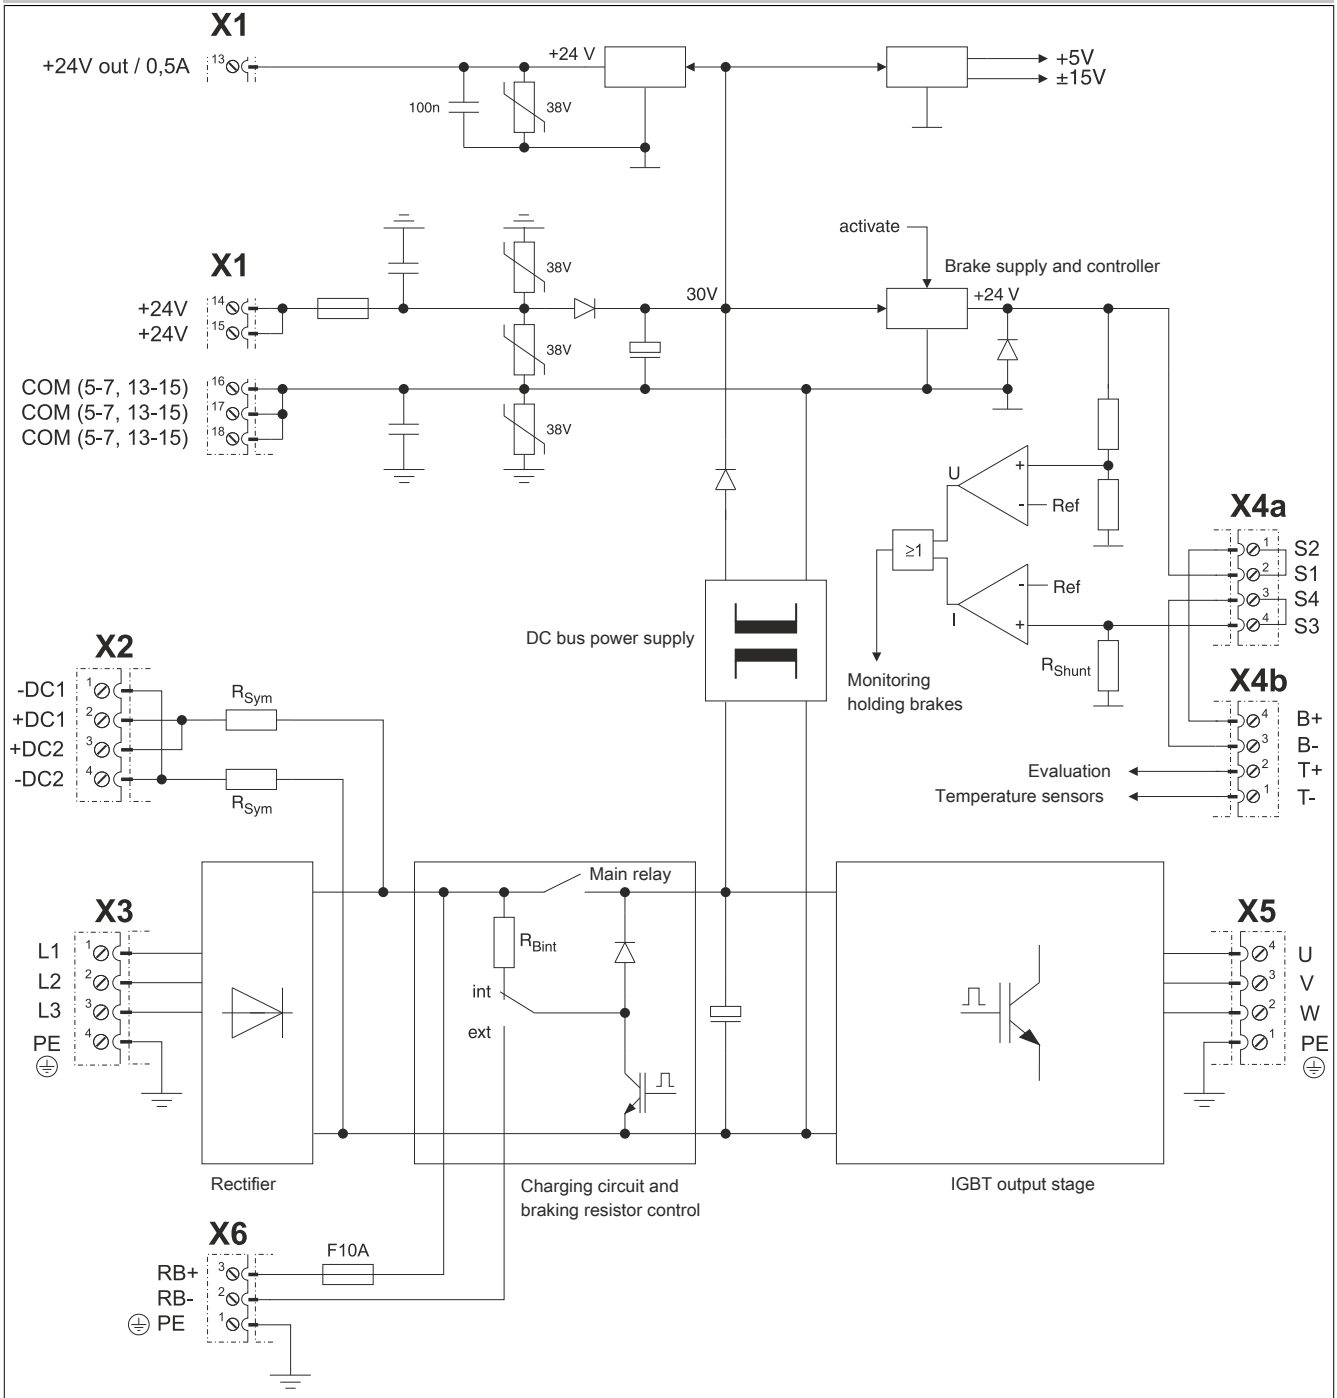 X1
+24V out / 0,5A
13
+24 V
+5V
±15V
100n
38V
activate
X1
38V
Brake supply and controller
+24V
14
30V
+24 V
+24V
15
38V
COM (5-7, 13-15)
16
COM (5-7, 13-15)
17
COM (5-7, 13-15)
18
38V
U
+
-
Ref
X4a
≥1
1
S2
2
S1
3
S4
4
S3
-
Ref
I
+
DC bus power supply
RShunt
Monitoring
holding brakes
X4b
4
B+
3
B-
Evaluation
2
T+
Temperature sensors
1
T-
X2
-DC1
1
RSym
+DC1
2
+DC2
3
-DC2
4
RSym
Main relay
X3
L1
1
L2
2
L3
3
PE
4
RBint
int
ext
X5
4
U
3
V
2
W
1
PE
Rectifier
Charging circuit and
braking resistor control
IGBT output stage
X6
F10A
RB+
3
RB-
2
PE
1